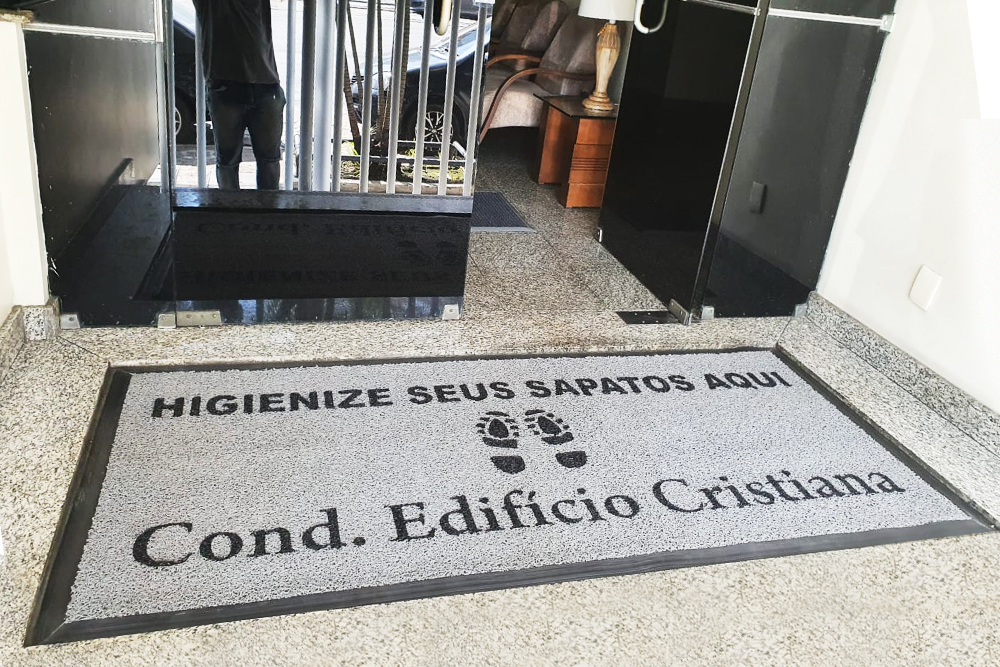 HIGIENIZE SEUS SAPATOS AQUI
Cond. Edifício Cristiana